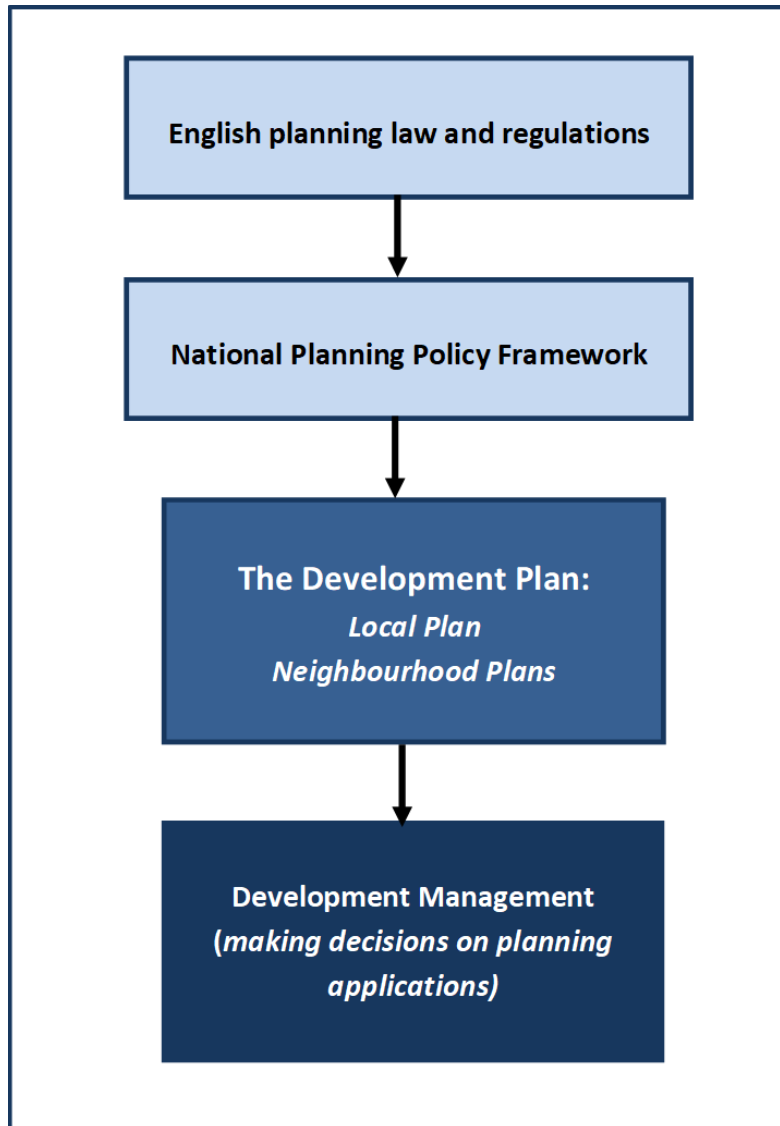 English planning law and regulations
National Planning Policy Framework
The Development Plan:
Local Plan
Neighbourhood Plans
Development Management
(making decisions on planning
applications)